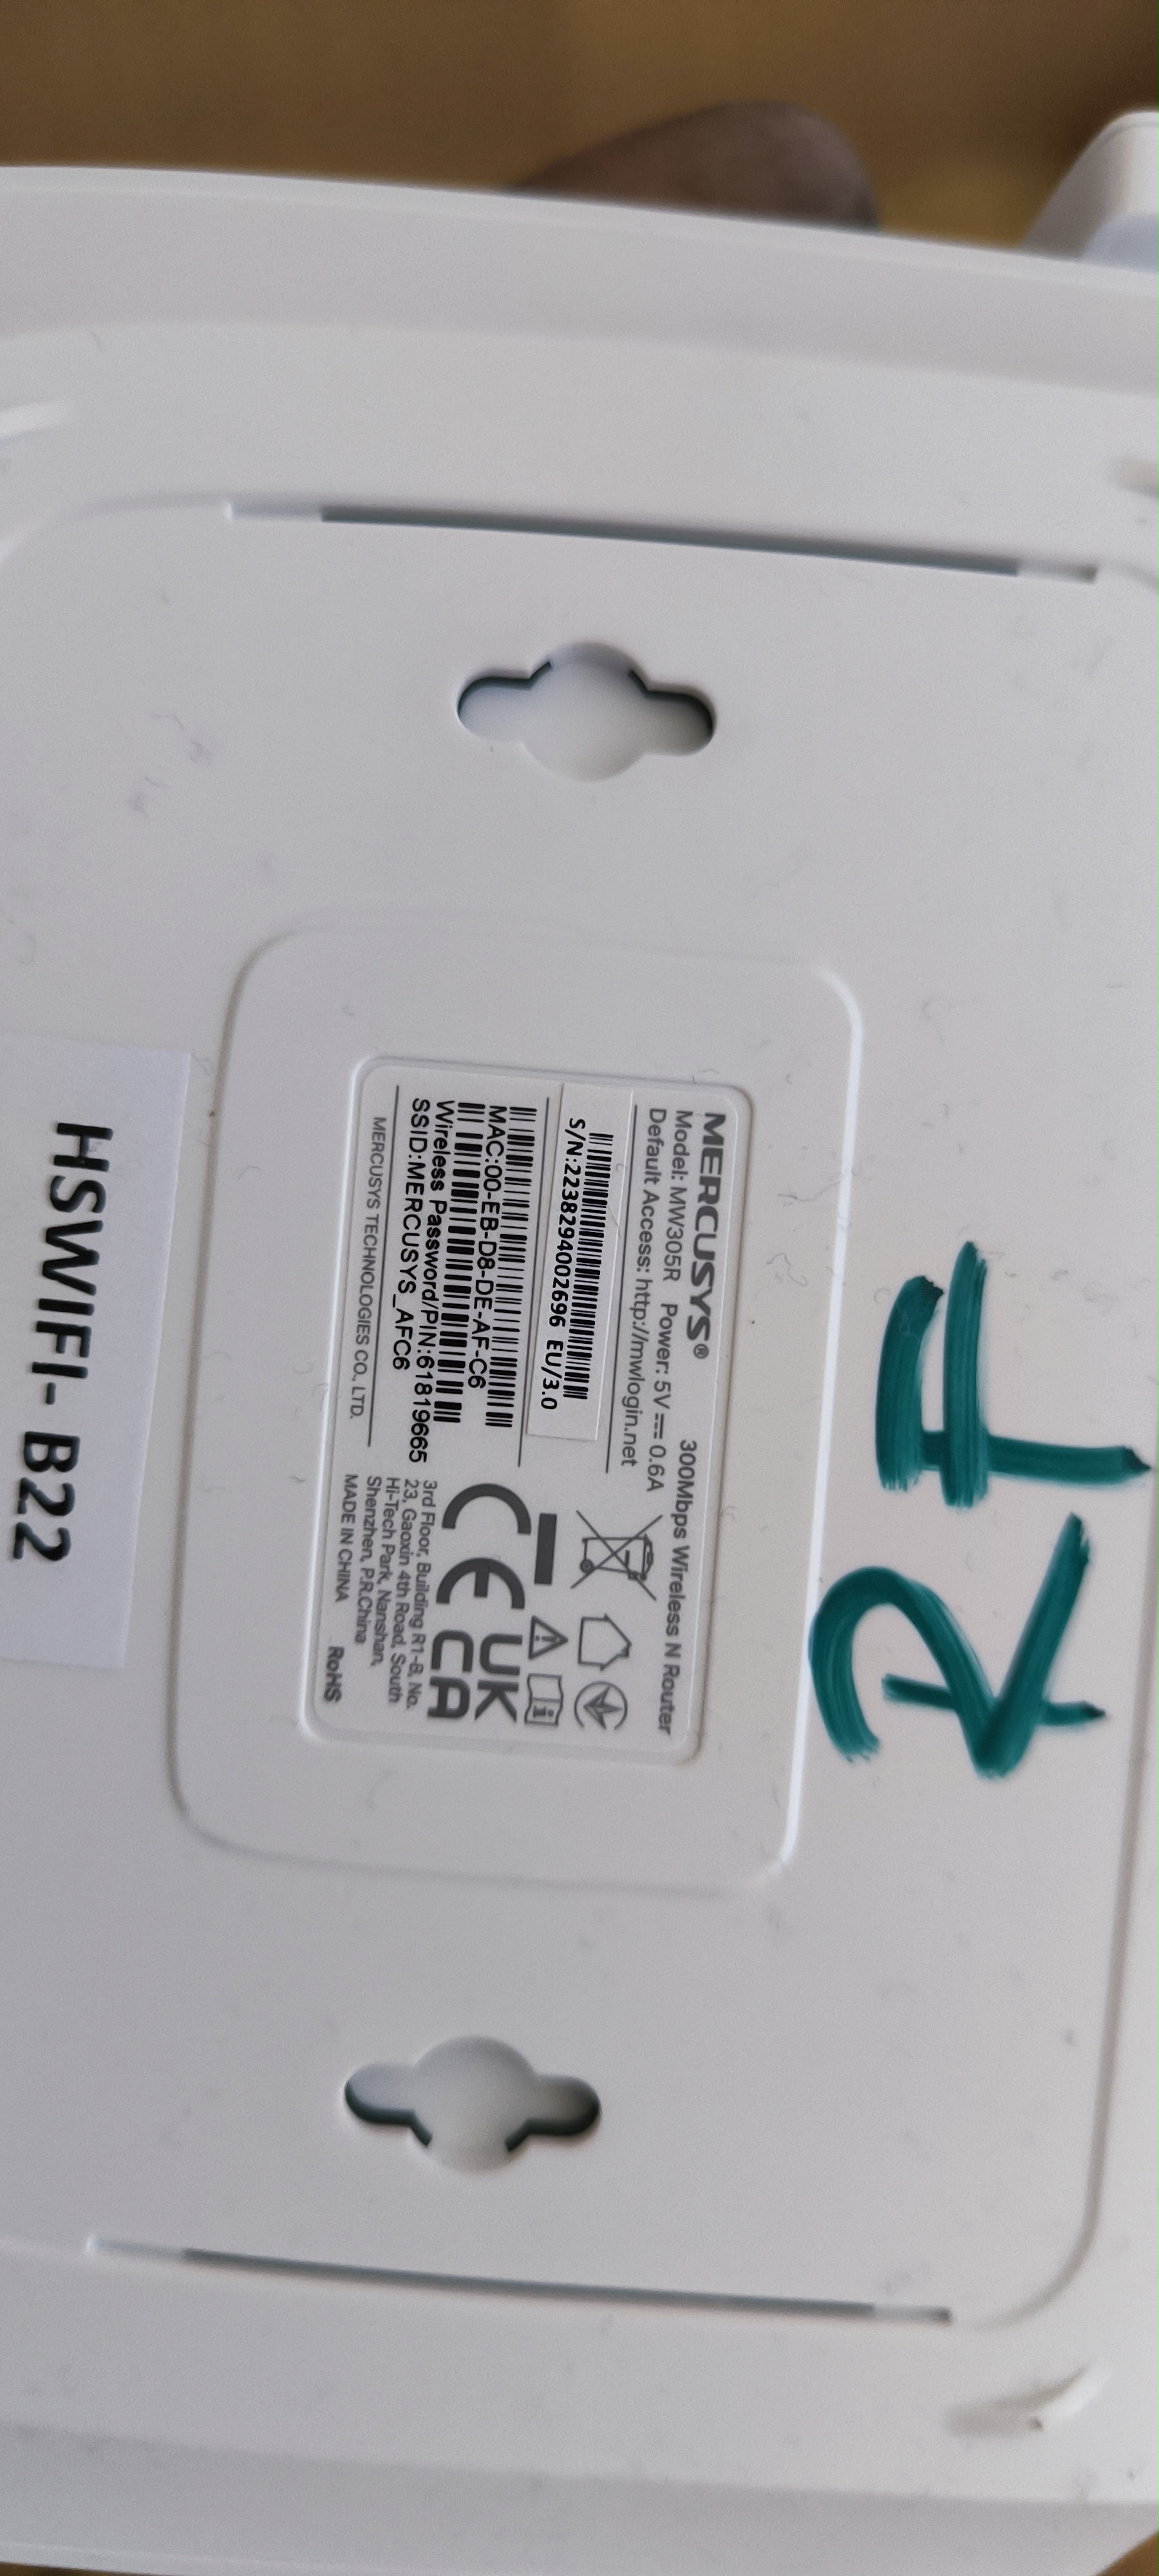 RF
MERCUSYS®
300Mbps Wireless N Router
Model: MW305R Power: 5V⎓0.6A
Default Access: http://mwlogin.net
S/N:2238294002696 EU/3.0
MAC:00-EB-D8-DE-AF-C6
Wireless Password/PIN:61819665
SSID:MERCUSYS_AFC6
MERCUSYS TECHNOLOGIES CO., LTD.
CE
UK
CA
3rd Floor, Building R1-B, No.
23, Gaoxin 4th Road, South
Hi-Tech Park, Nanshan,
Shenzhen, P.R.China
MADE IN CHINA RoHS
HSWIFI- B22